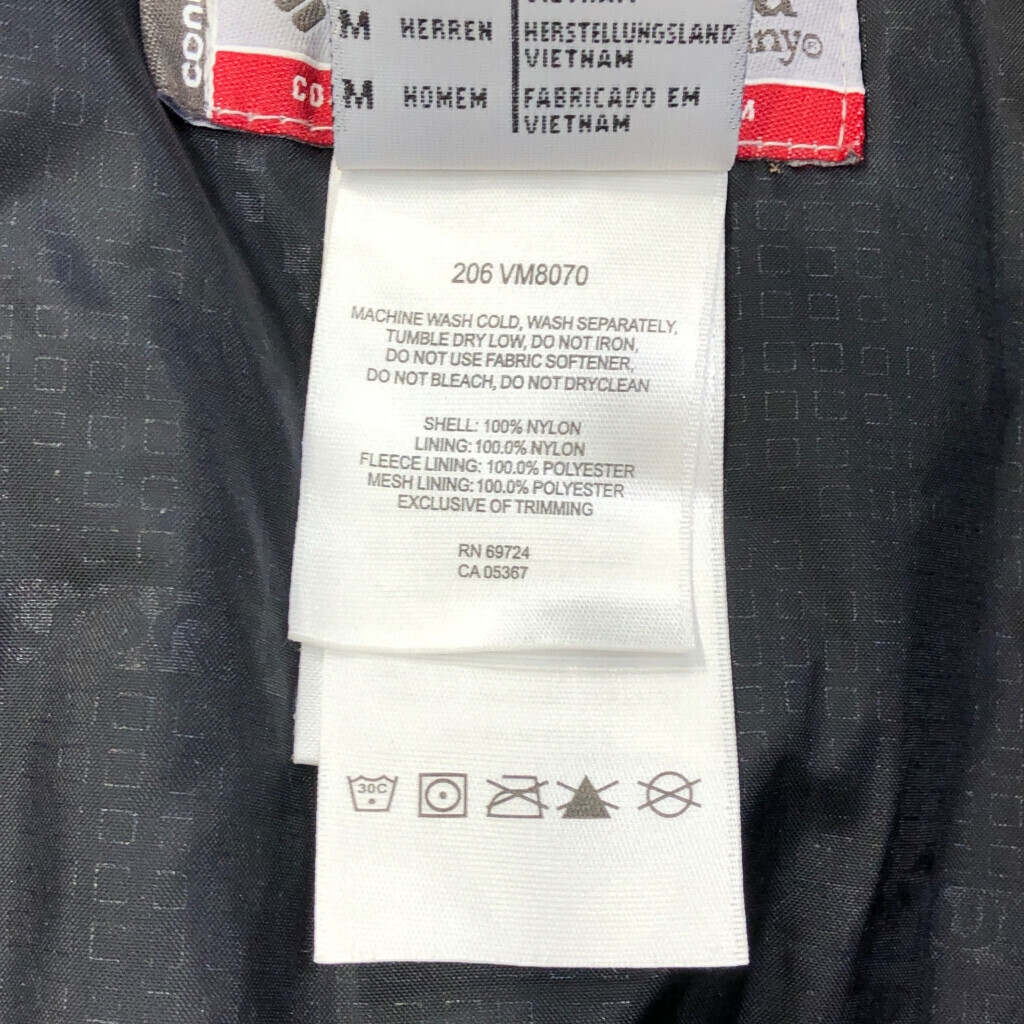 M HERREN HERSTELLUNGSLAND
VIETNAM
M HOMEM FABRICADO EM
VIETNAM
206 VM8070
MACHINE WASH COLD, WASH SEPARATELY,
TUMBLE DRY LOW, DO NOT IRON,
DO NOT USE FABRIC SOFTENER,
DO NOT BLEACH, DO NOT DRYCLEAN
SHELL: 100% NYLON
LINING: 100.0% NYLON
FLEECE LINING: 100.0% POLYESTER
MESH LINING: 100.0% POLYESTER
EXCLUSIVE OF TRIMMING
RN 69724
CA 05367
30C